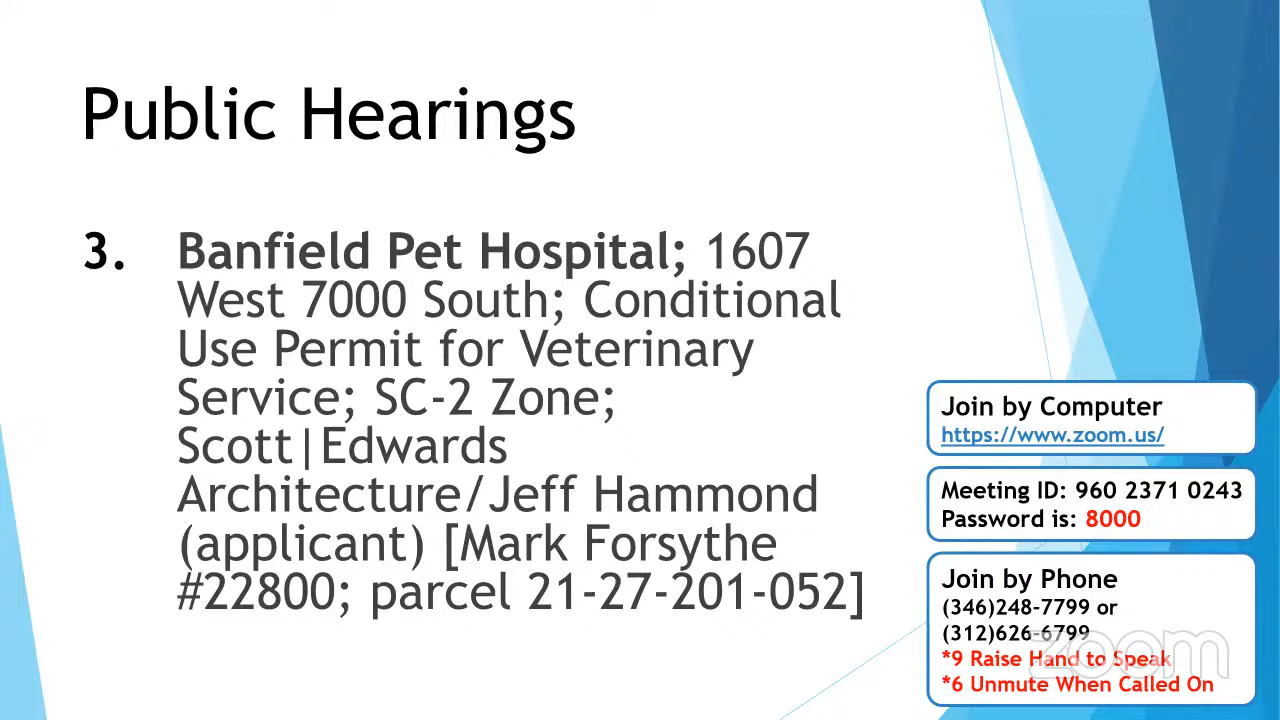 Public Hearings
3. Banfield Pet Hospital; 1607
West 7000 South; Conditional
Use Permit for Veterinary
Service; SC-2 Zone;
Scott|Edwards
Architecture/Jeff Hammond
(applicant) [Mark Forsythe
#22800; parcel 21-27-201-052]
Join by Computer
https://www.zoom.us/
Meeting ID: 960 2371 0243
Password is: 8000
Join by Phone
(346)248-7799 or
(312)626-6799
*9 Raise Hand to Speak
*6 Unmute When Called On
zoom